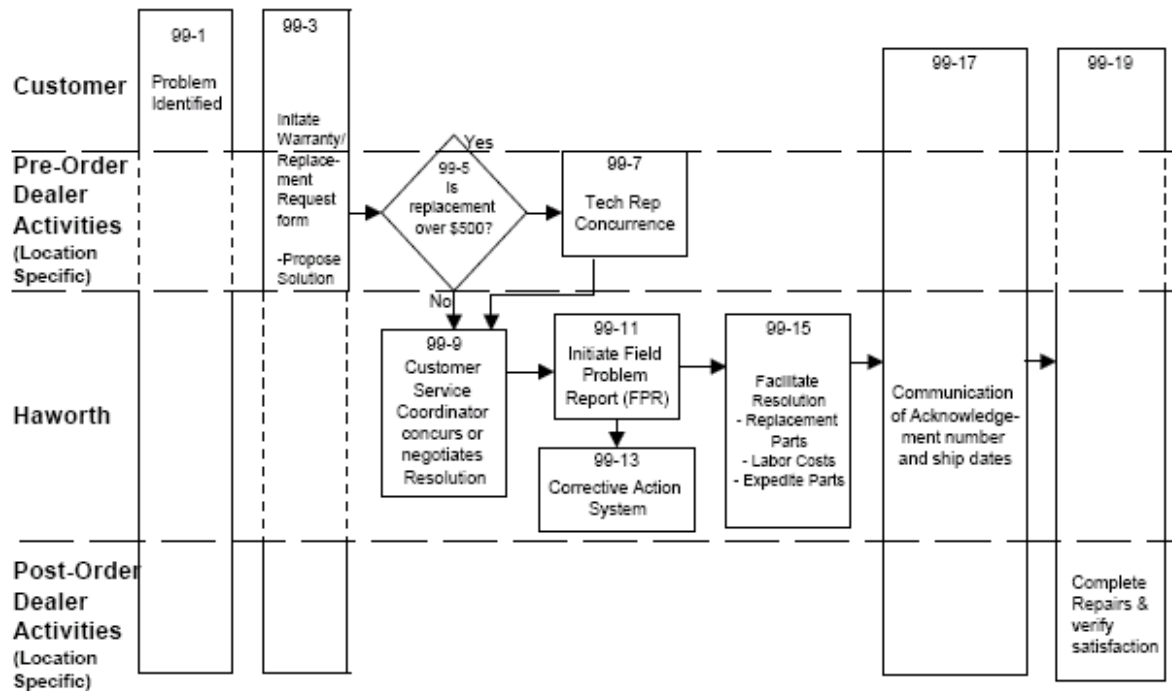 Customer
Pre-Order
Dealer
Activities
(Location
Specific)
Haworth
Post-Order
Dealer
Activities
(Location
Specific)
99-1
Problem
Identified
99-3
Initate
Warranty/
Replace-
ment
Request
form
-Propose
Solution
Yes
99-5
Is
replacement
over $500?
No
99-7
Tech Rep
Concurrence
99-9
Customer
Service
Coordinator
concurs or
negotiates
Resolution
99-11
Initiate Field
Problem
Report (FPR)
99-13
Corrective Action
System
99-15
Facilitate
Resolution
- Replacement
Parts
- Labor Costs
- Expedite Parts
99-17
Communication
of Acknowledge-
ment number
and ship dates
99-19
Complete
Repairs &
verify
satisfaction